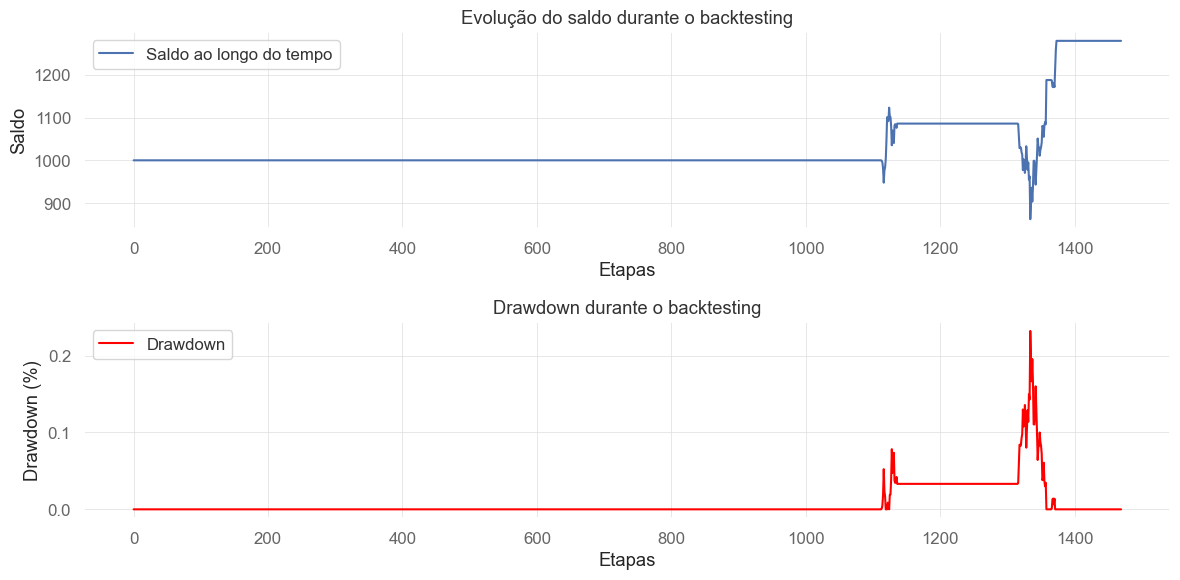 Evolução do saldo durante o backtesting
Saldo ao longo do tempo
Saldo
1200
1100
1000
900
0 200 400 600 800 1000 1200 1400
Etapas
Drawdown durante o backtesting
Drawdown
Drawdown (%)
0.2
0.1
0.0
0 200 400 600 800 1000 1200 1400
Etapas